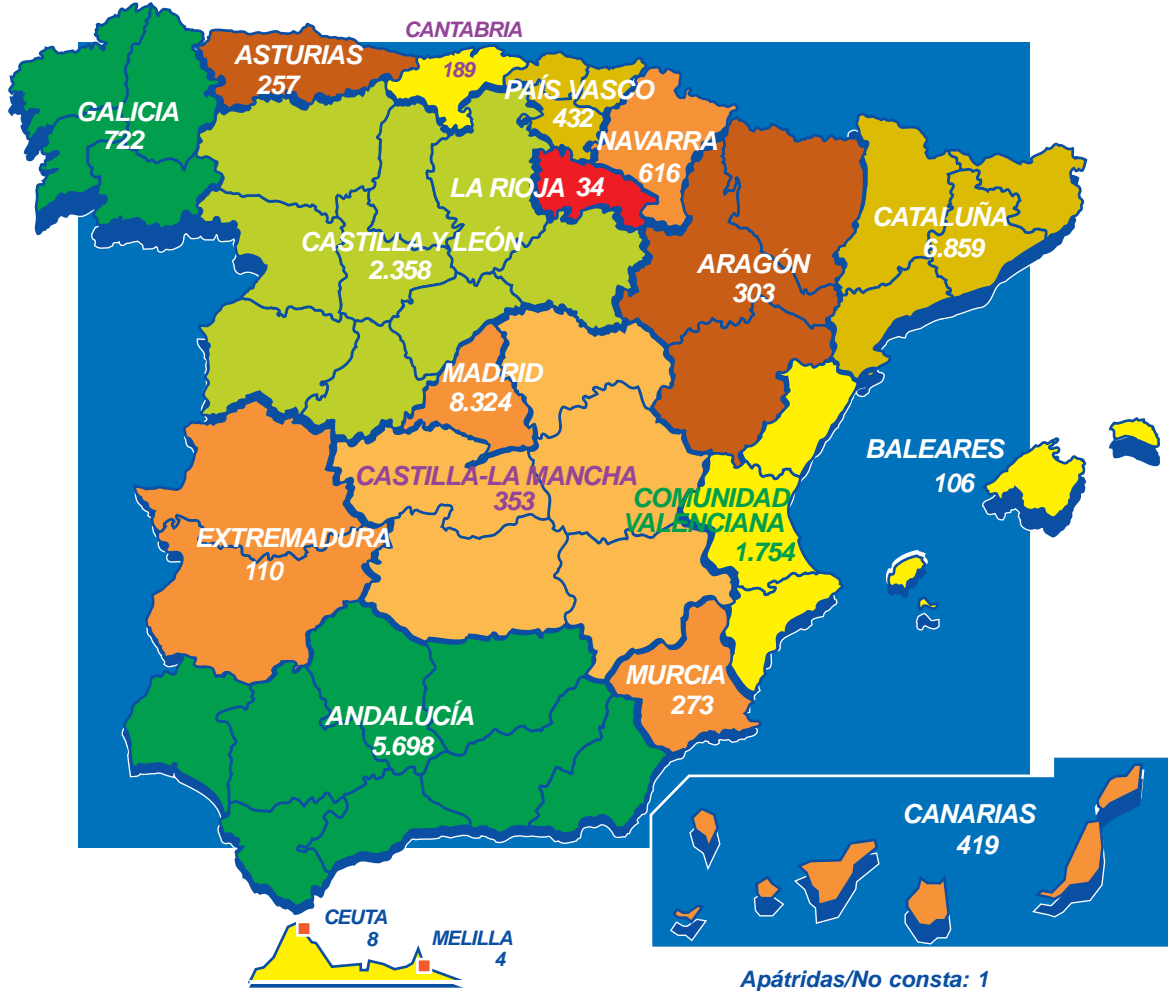 CANTABRIA
189
ASTURIAS
257
PAÍS VASCO
432
GALICIA
722
NAVARRA
616
LA RIOJA 34
CATALUÑA
6.859
CASTILLA Y LEÓN
2.358
ARAGÓN
303
MADRID
8.324
BALEARES
106
CASTILLA-LA MANCHA
353
COMUNIDAD
VALENCIANA
1.754
EXTREMADURA
110
MURCIA
273
ANDALUCÍA
5.698
CANARIAS
419
CEUTA
8
MELILLA
4
Apátridas/No consta: 1